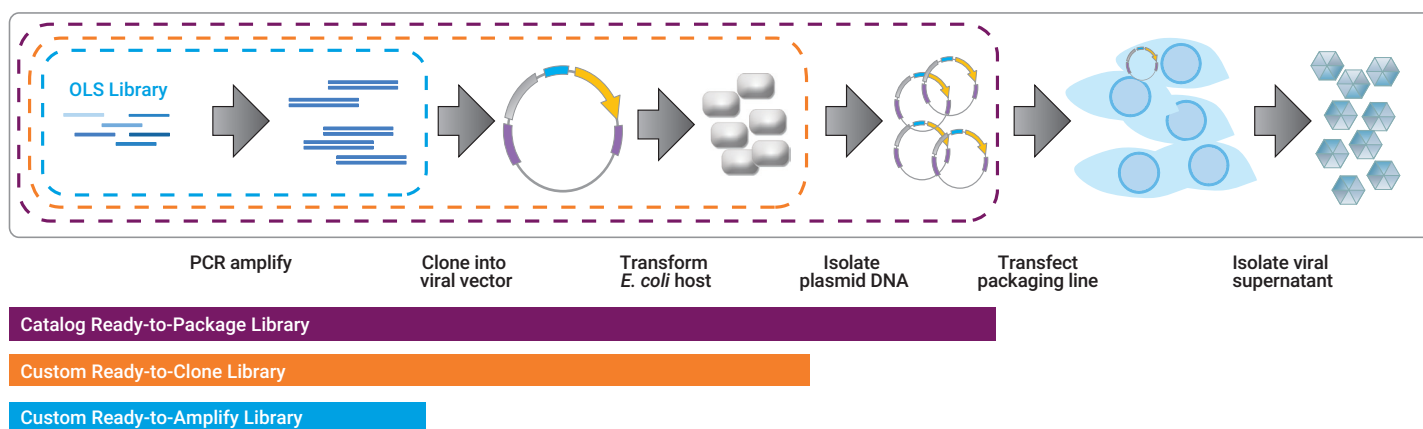 OLS Library
PCR amplify
Clone into
viral vector
Transform
E. coli host
Isolate
plasmid DNA
Transfect
packaging line
Isolate viral
supernatant
Catalog Ready-to-Package Library
Custom Ready-to-Clone Library
Custom Ready-to-Amplify Library